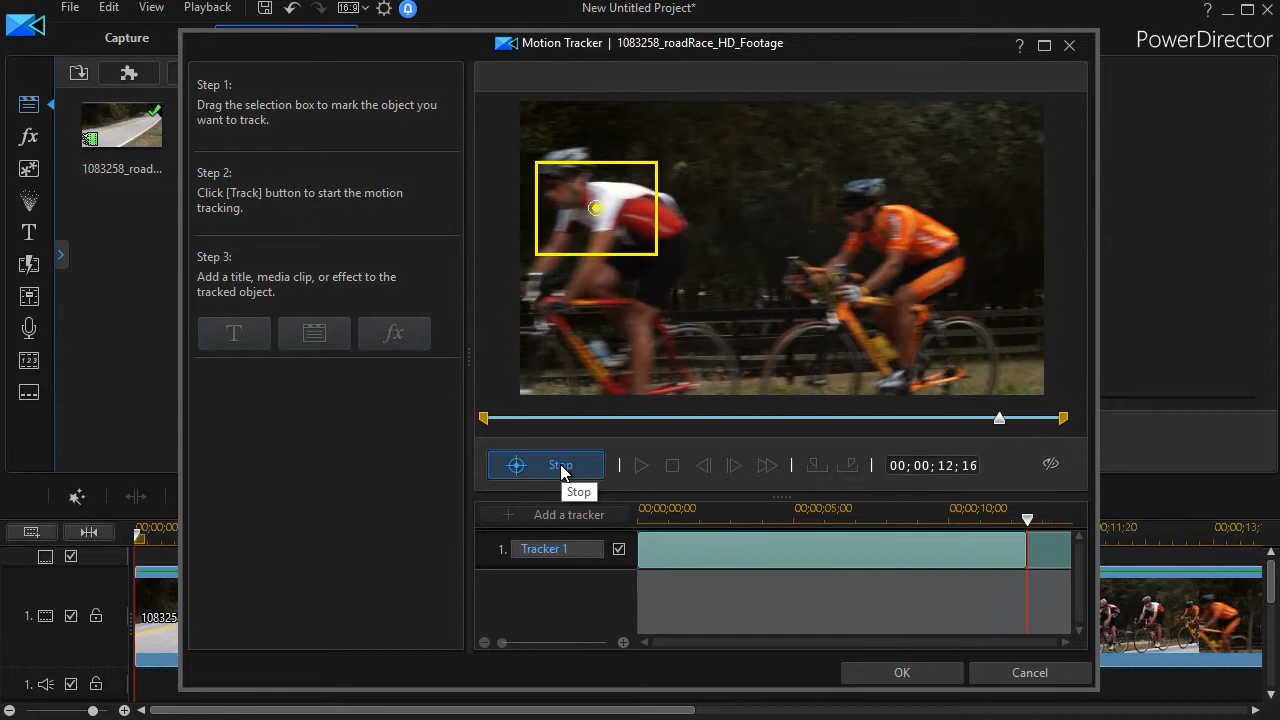 File Edit View Playback
16:9
New Untitled Project*
Capture
PowerDirector
Motion Tracker | 1083258_roadRace_HD_Footage
Step 1:
Drag the selection box to mark the object you
want to track.
Step 2:
Click [Track] button to start the motion
tracking.
Step 3:
Add a title, media clip, or effect to the
tracked object.
T
fx
fx
T
1083258_road...
Stop
Stop
00; 00; 12; 16
Add a tracker
00;00;00;00 00;00;05;00 00;00;10;00
1. Tracker 1
1.
1.
OK
Cancel